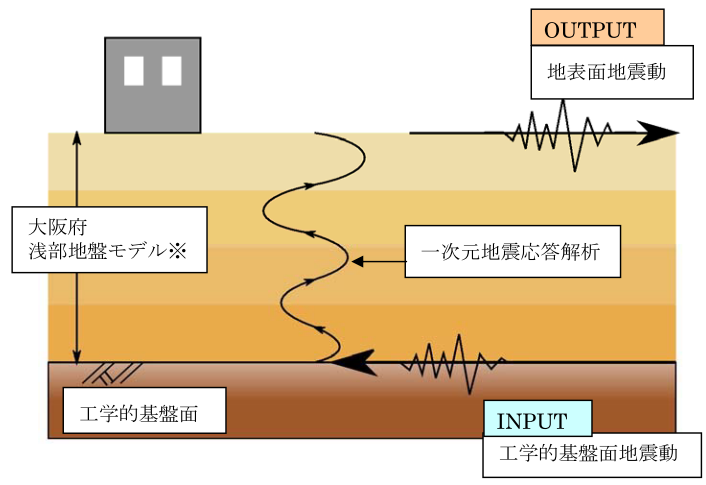 OUTPUT
地表面地震動
大阪府
浅部地盤モデル※
一次元地震応答解析
工学的基盤面
INPUT
工学的基盤面地震動